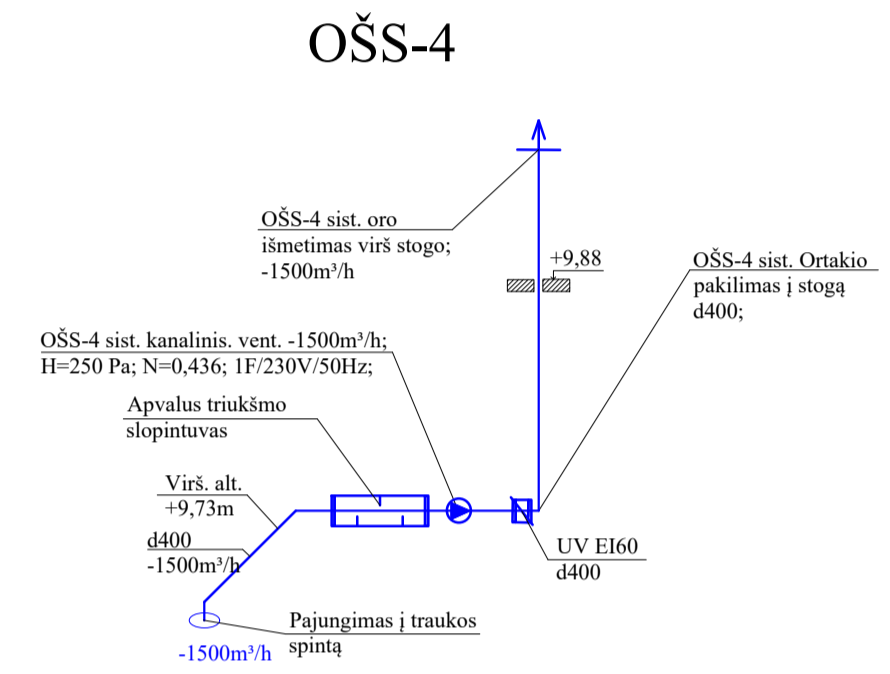 OŠS-4
OŠS-4 sist. oro
išmetimas virš stogo;
-1500m³/h
+9,88
OŠS-4 sist. Ortakio
pakilimas į stogą
d400;
OŠS-4 sist. kanalinis. vent. -1500m³/h;
H=250 Pa; N=0,436; 1F/230V/50Hz;
Apvalus triukšmo
slopintuvas
Virš. alt.
+9,73m
d400
-1500m³/h
UV EI60
d400
Pajungimas į traukos
spintą
-1500m³/h